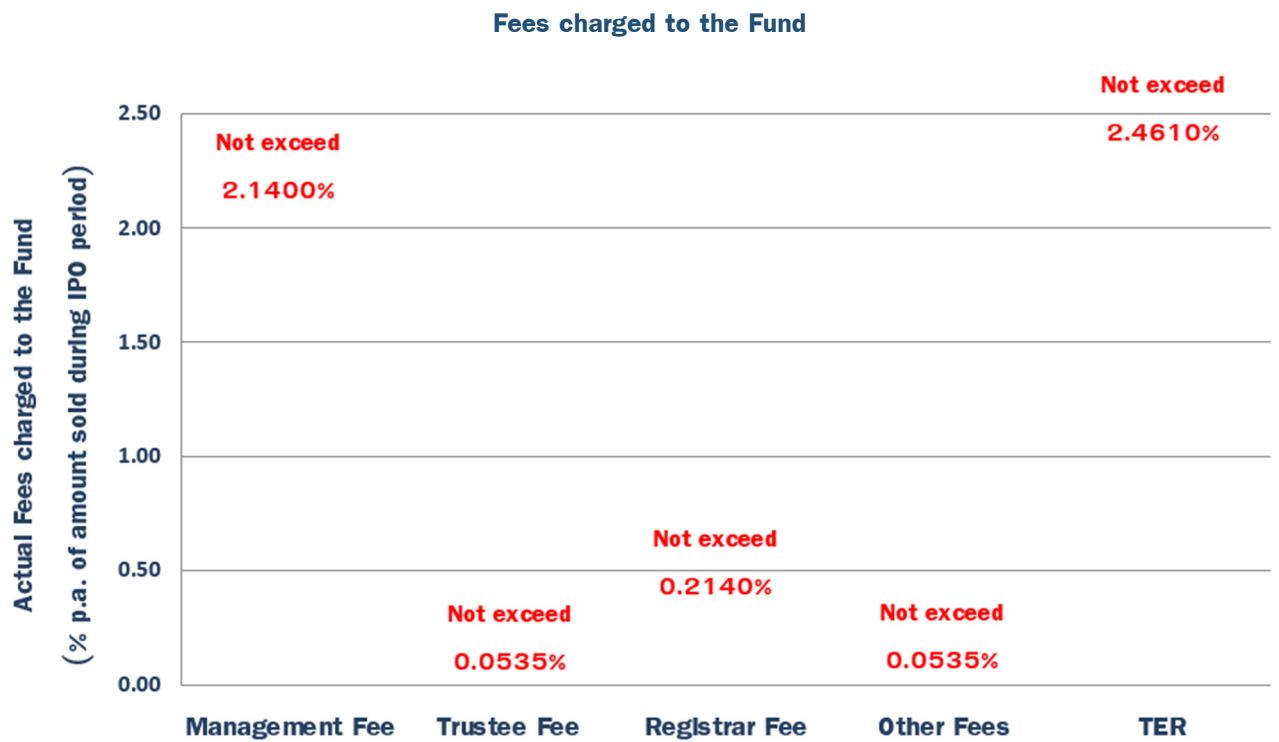 Fees charged to the Fund
Actual Fees charged to the Fund
(% p.a. of amount sold during IPO period)
2.50
2.00
1.50
1.00
0.50
0.00
Not exceed
2.1400%
Not exceed
0.0535%
Not exceed
0.2140%
Not exceed
0.0535%
Not exceed
2.4610%
Management Fee
Trustee Fee
Registrar Fee
Other Fees
TER